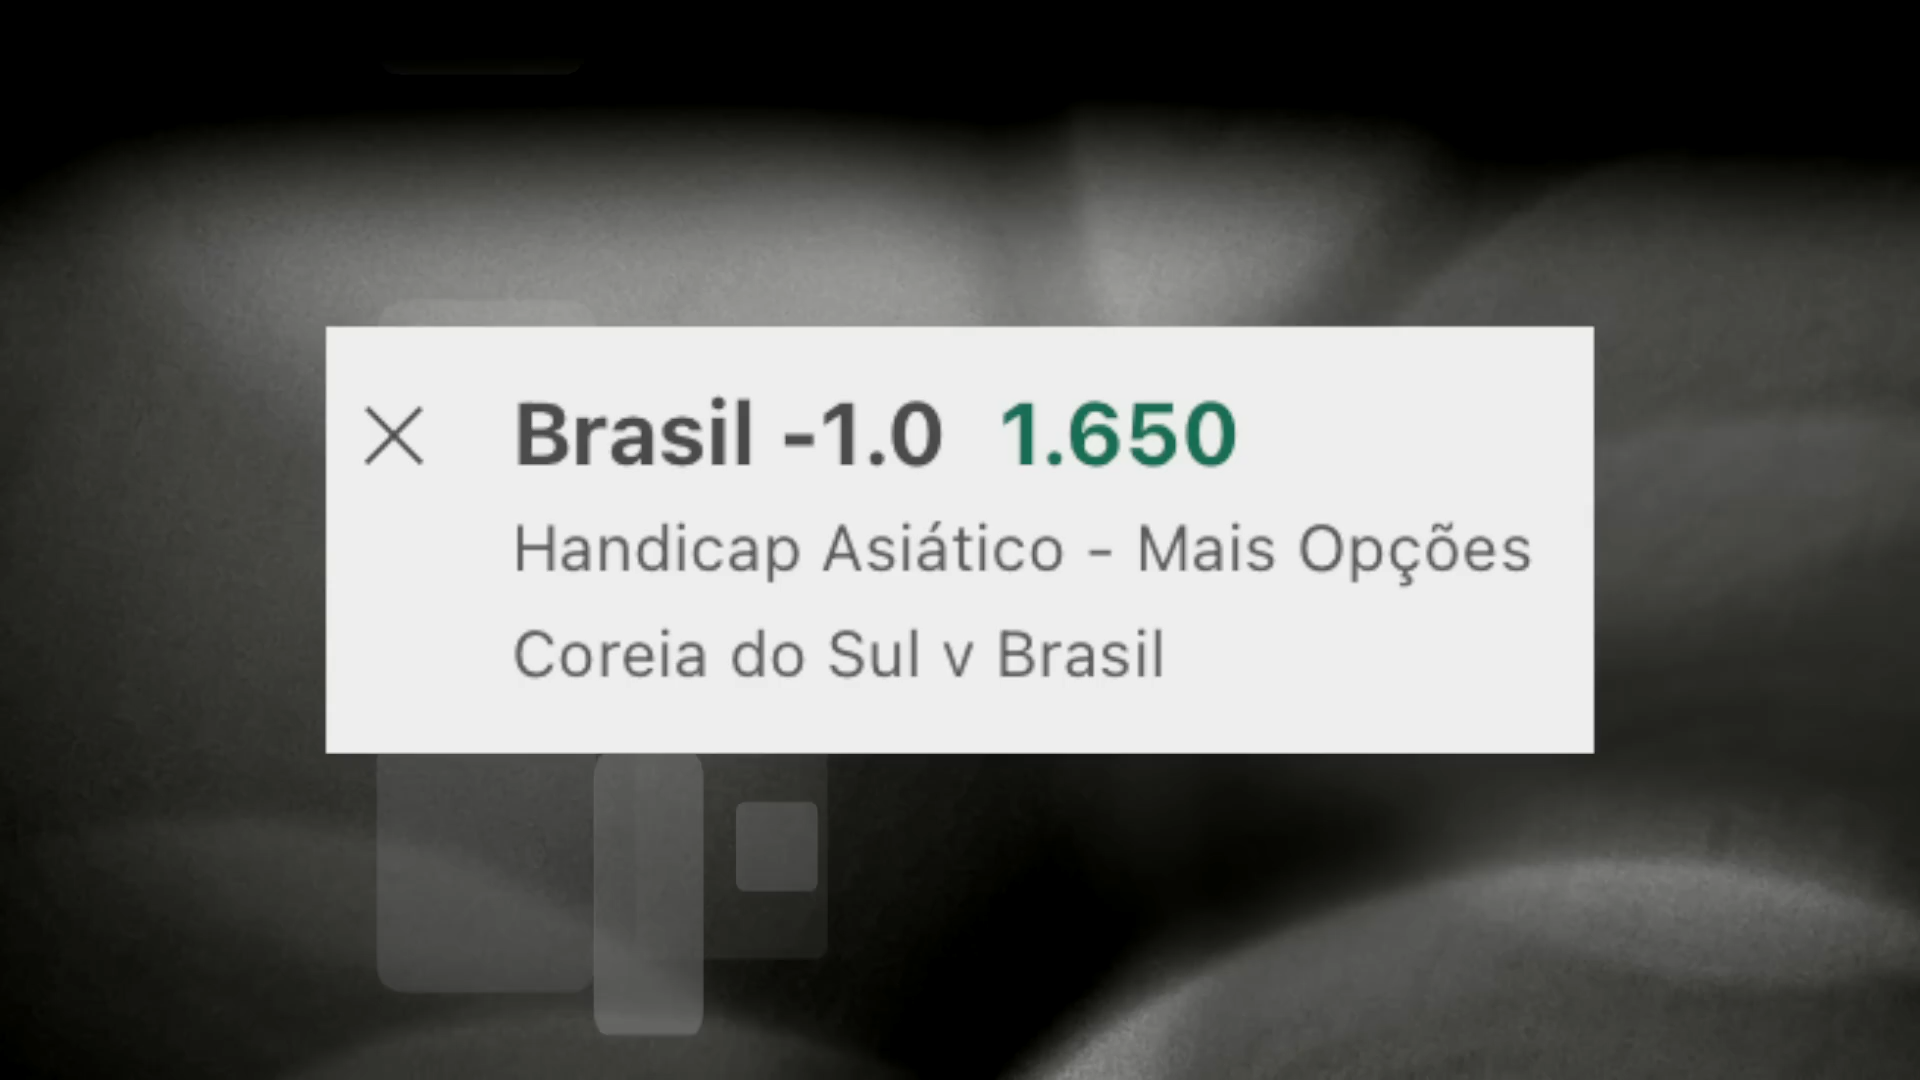 Brasil -1.0 1.650
Handicap Asiático - Mais Opções
Coreia do Sul v Brasil